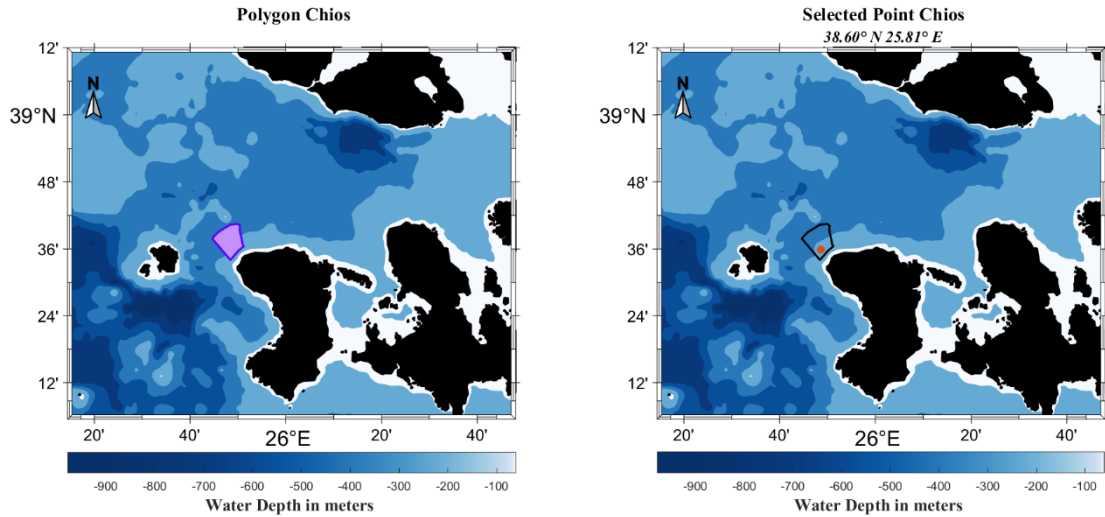 Polygon Chios
12'
N
39°N
48'
36'
24'
12'
20' 40' 26°E 20' 40'
-900 -800 -700 -600 -500 -400 -300 -200 -100
Water Depth in meters
Selected Point Chios
38.60° N 25.81° E
12'
N
39°N
48'
36'
24'
12'
20' 40' 26°E 20' 40'
-900 -800 -700 -600 -500 -400 -300 -200 -100
Water Depth in meters